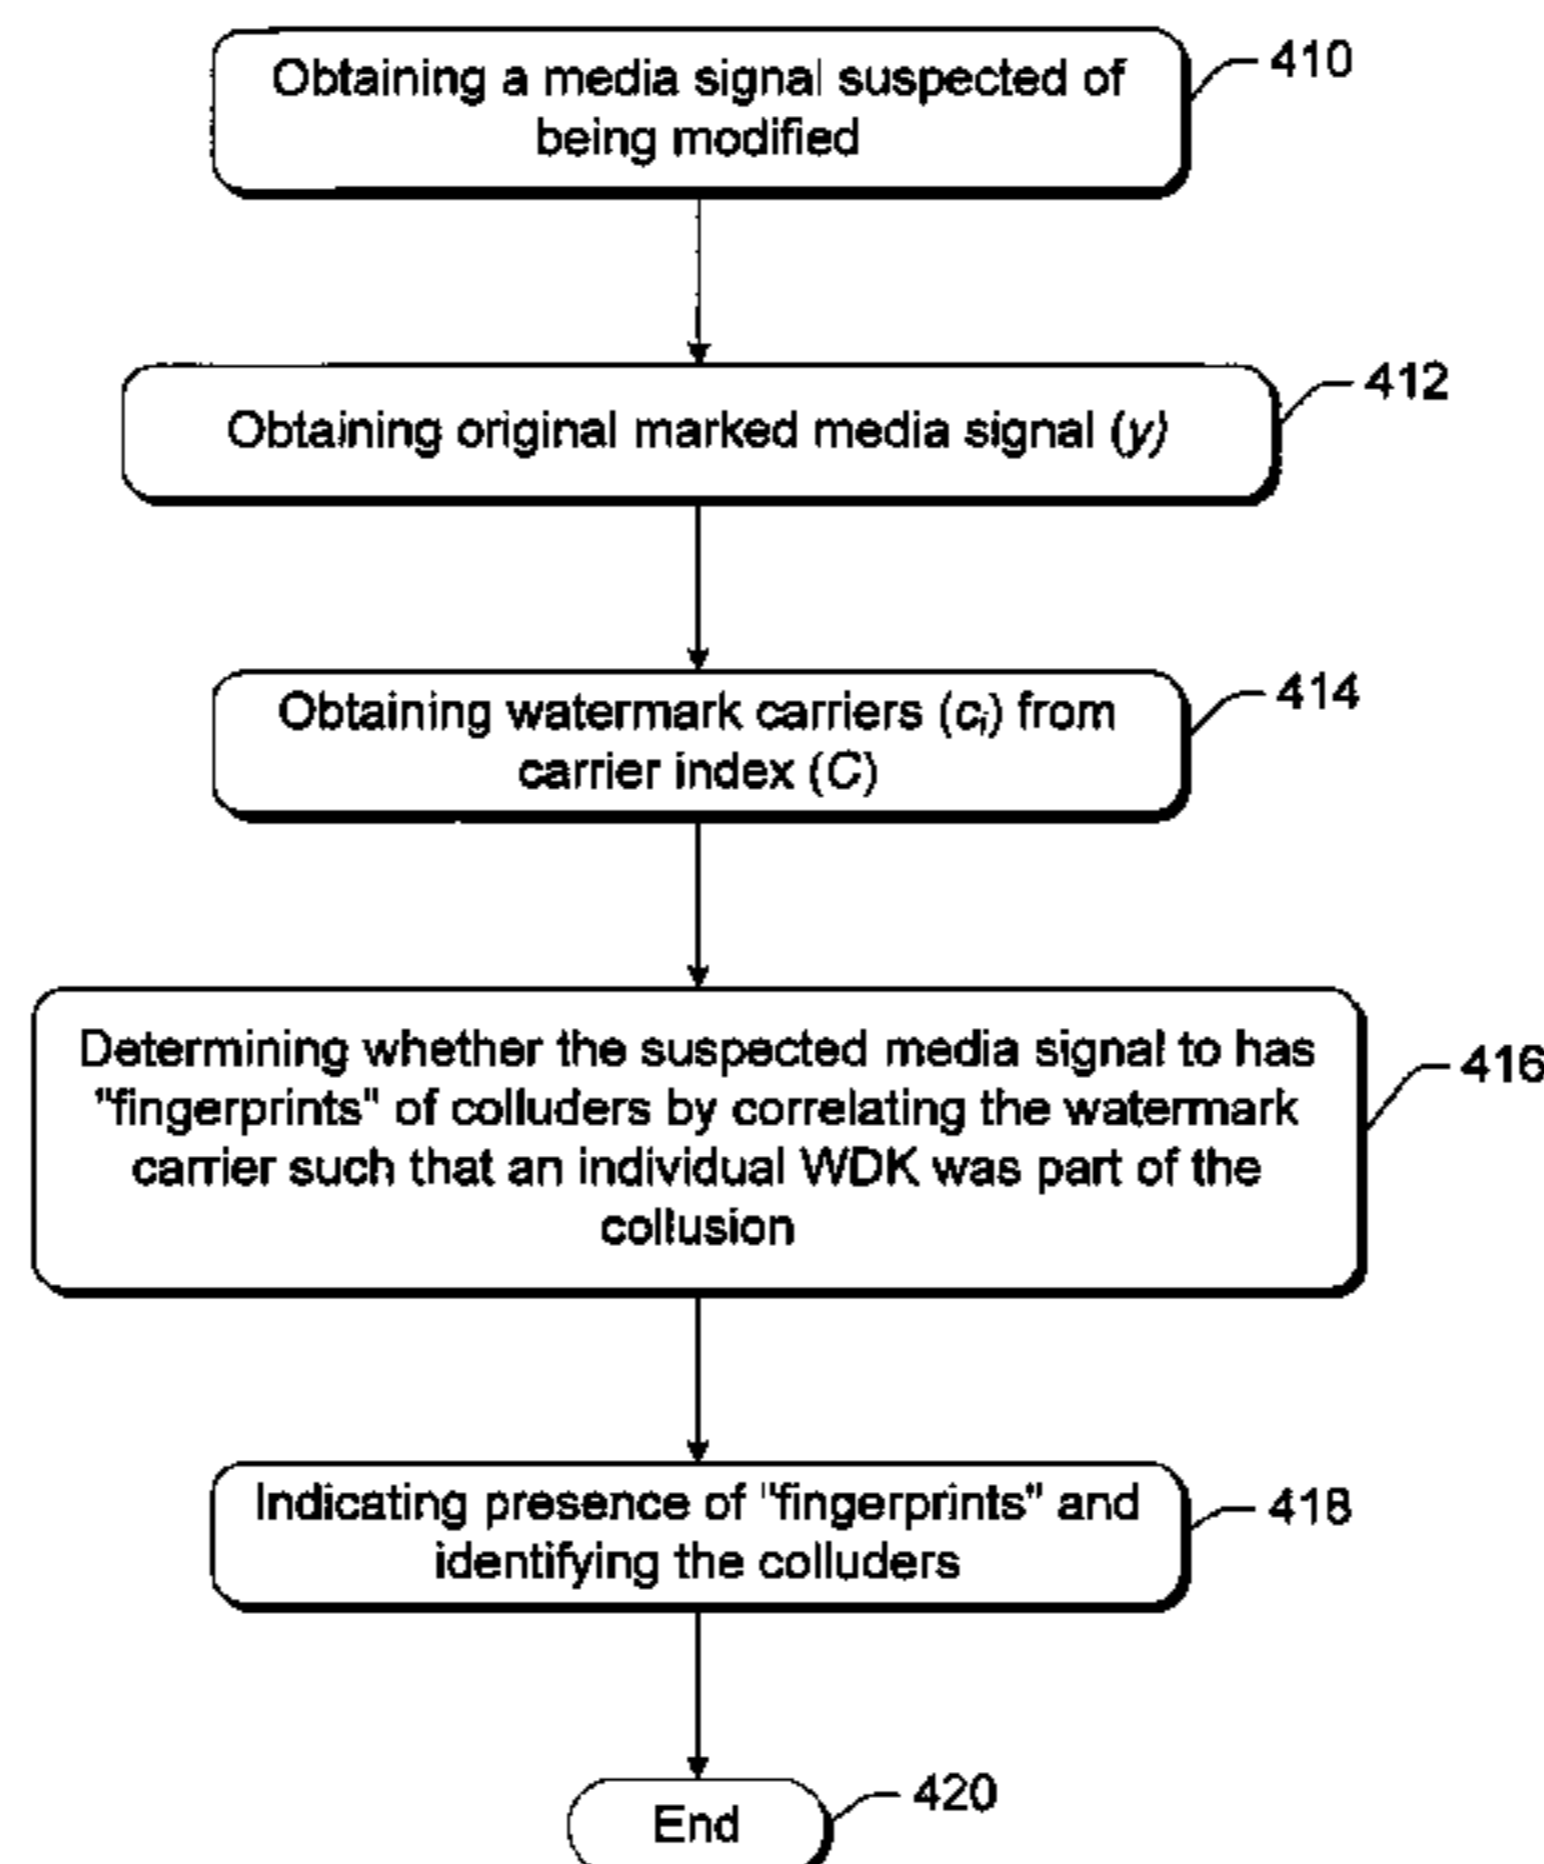 Obtaining a media signal suspected of
being modified
410
Obtaining original marked media signal (y)
412
Obtaining watermark carriers (ci) from
carrier index (C)
414
Determining whether the suspected media signal to has
"fingerprints" of colluders by correlating the watermark
carrier such that an individual WDK was part of the
collusion
416
Indicating presence of "fingerprints" and
identifying the colluders
418
End
420